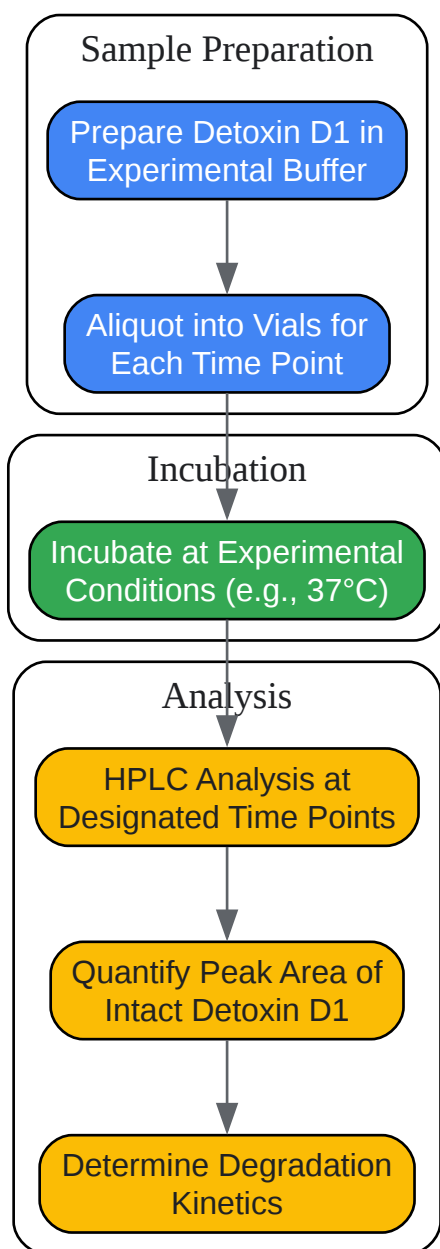 Sample Preparation
Prepare Detoxin D1 in
Experimental Buffer
Aliquot into Vials for
Each Time Point
Incubation
Incubate at Experimental
Conditions (e.g., 37°C)
Analysis
HPLC Analysis at
Designated Time Points
Quantify Peak Area of
Intact Detoxin D1
Determine Degradation
Kinetics